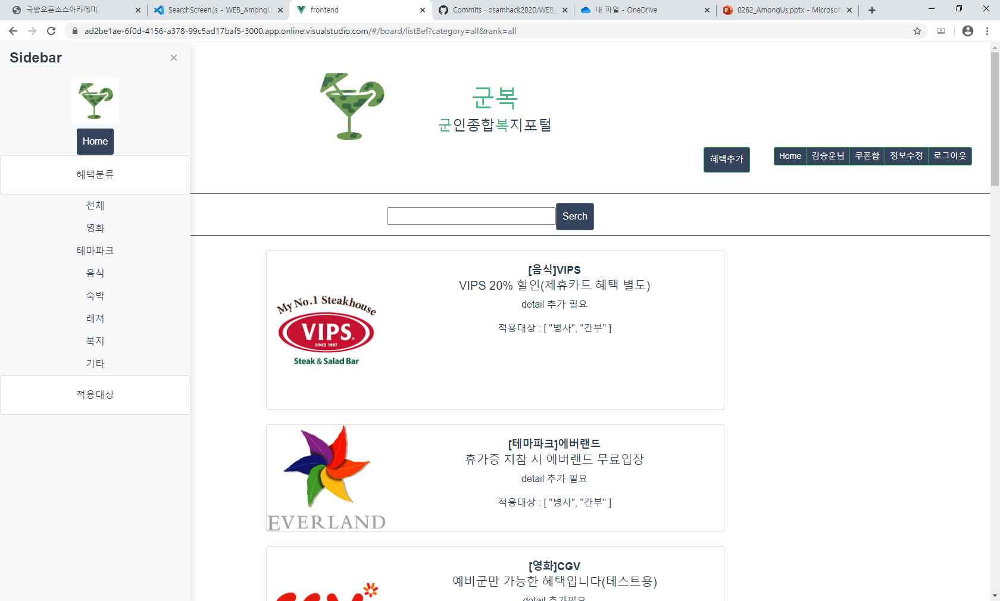 국방오픈소스아카데미
SearchScreen.js - WEB_AmongU
frontend
Commits · osamhack2020/WEB_
내 파일 - OneDrive
0262_AmongUs.pptx - Microsof
ad2be1ae-6f0d-4156-a378-99c5ad17baf5-3000.app.online.visualstudio.com/#/board/listBef?category=all&rank=all
Sidebar
Home
혜택분류
전체
영화
테마파크
음식
숙박
레져
복지
기타
적용대상
군복
군인종합복지포털
혜택추가
Home 김승운님 쿠폰함 정보수정 로그아웃
Serch
My No.1 Steakhouse
VIPS
SINCE 1997
Steak & Salad Bar
[음식]VIPS
VIPS 20% 할인(제휴카드 혜택 별도)
detail 추가 필요
적용대상 : [ "병사", "간부" ]
EVERLAND
[테마파크]에버랜드
휴가증 지참 시 에버랜드 무료입장
detail 추가 필요
적용대상 : [ "병사", "간부" ]
[영화]CGV
예비군만 가능한 혜택입니다(테스트용)
detail 추가필요